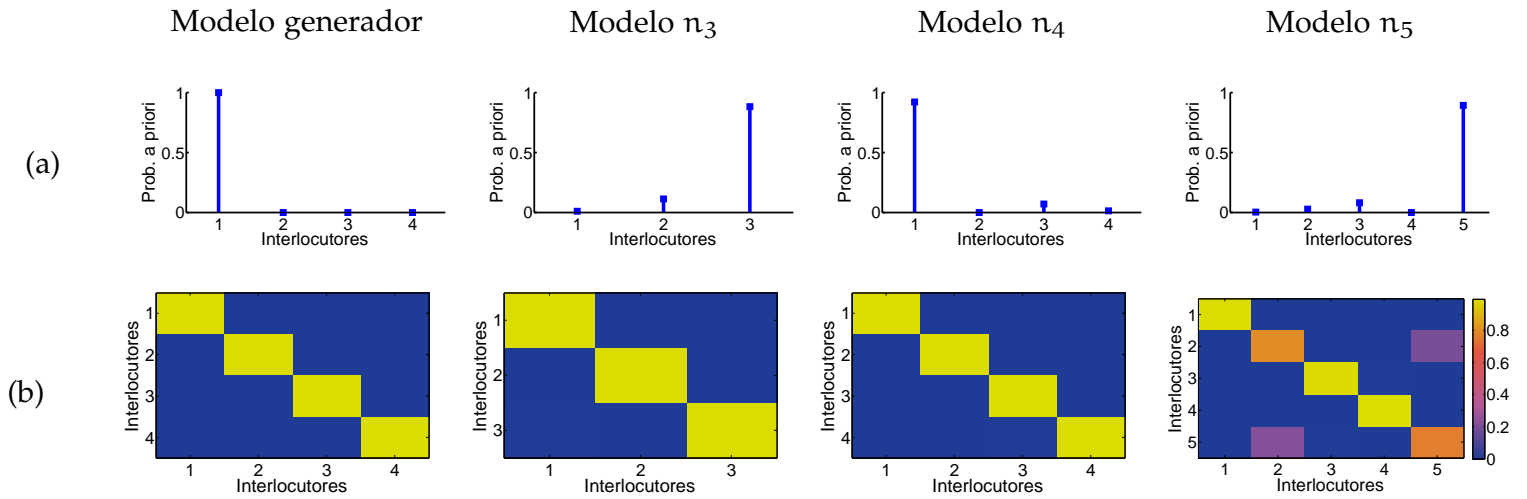 Modelo generador
Modelo n3
Modelo n4
Modelo n5
(a)
Prob. a priori
1
0.5
0
1 2 3 4
Interlocutores
Prob. a priori
1
0.5
0
1 2 3
Interlocutores
Prob. a priori
1
0.5
0
1 2 3 4
Interlocutores
Prob. a priori
1
0.5
0
1 2 3 4 5
Interlocutores
(b)
Interlocutores
1
2
3
4
1 2 3 4
Interlocutores
Interlocutores
1
2
3
1 2 3
Interlocutores
Interlocutores
1
2
3
4
1 2 3 4
Interlocutores
Interlocutores
1
2
3
4
5
1 2 3 4 5
Interlocutores
0.8
0.6
0.4
0.2
0